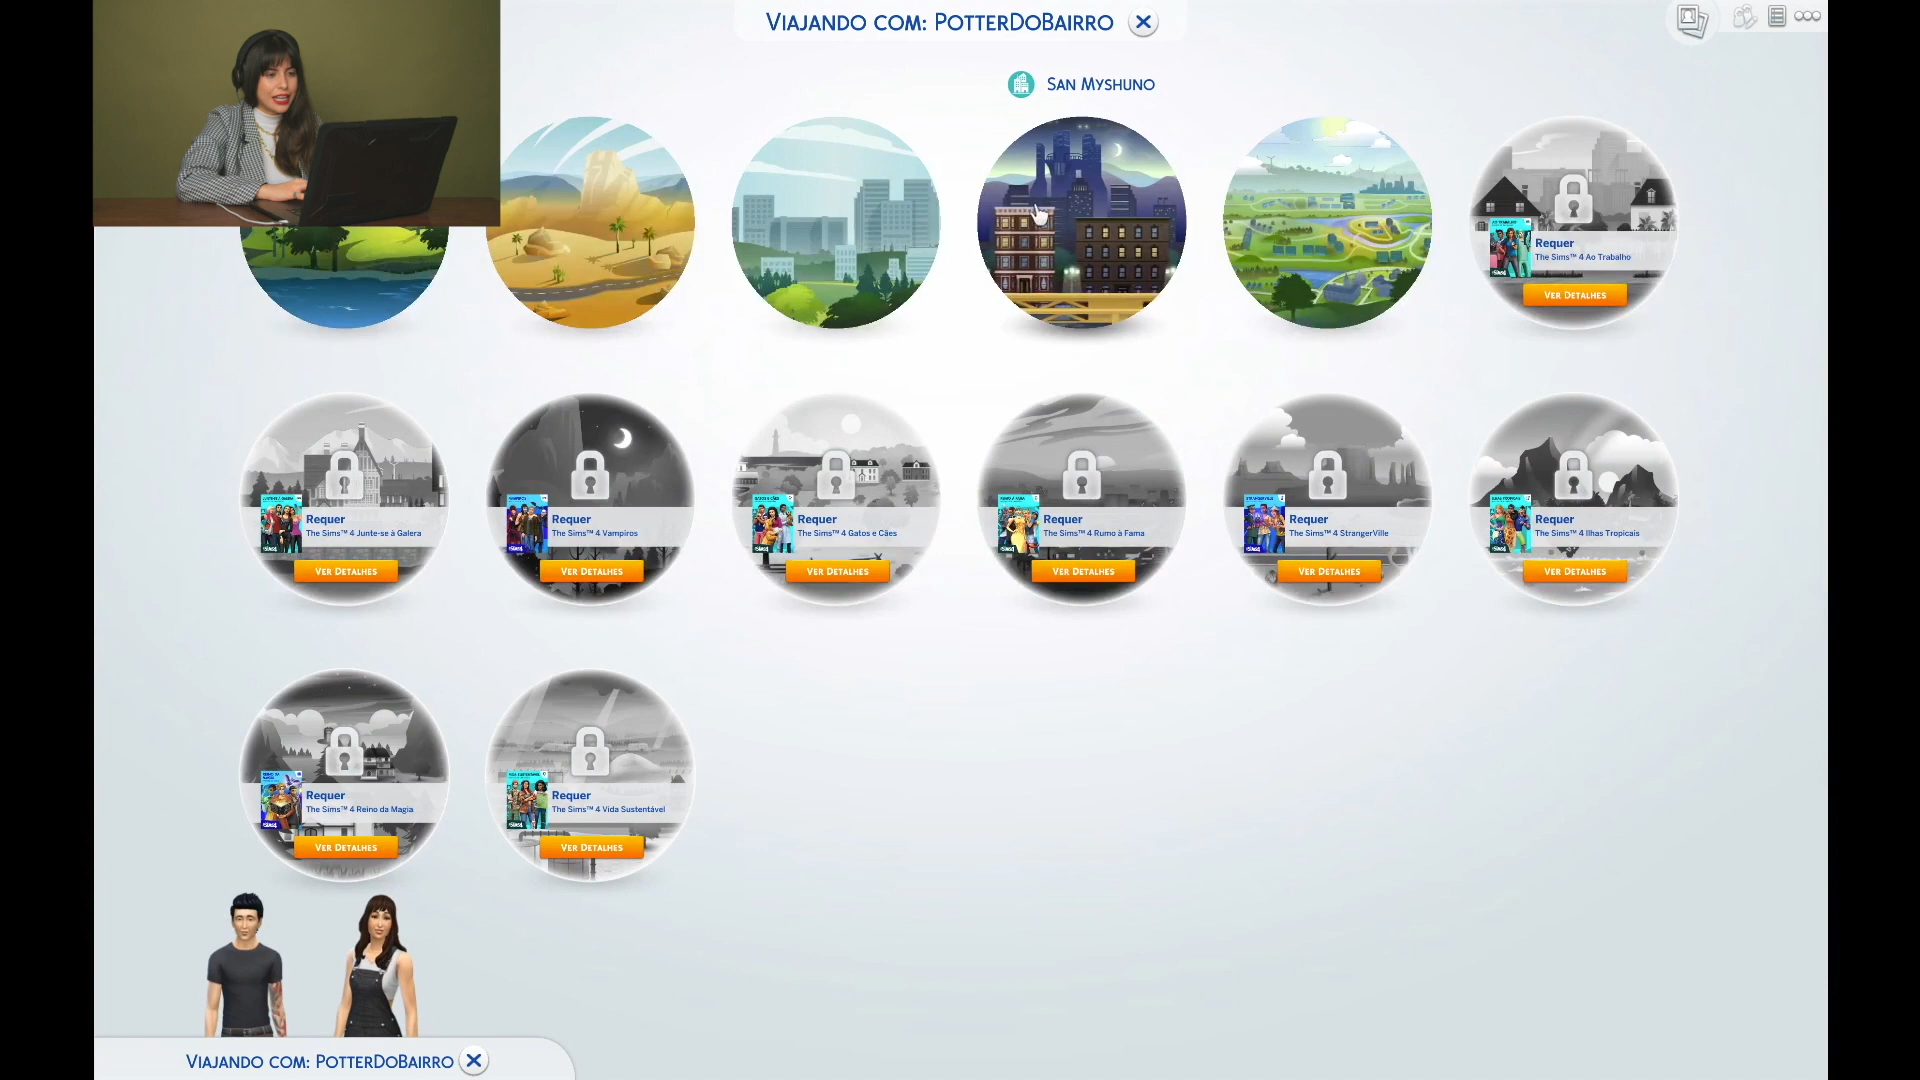 Viajando com: PotterDoBairro
San Myshuno
Requer
The Sims™ 4 Ao Trabalho
Ver Detalhes
Requer
The Sims™ 4 Junte-se à Galera
Ver Detalhes
Requer
The Sims™ 4 Vampiros
Ver Detalhes
Requer
The Sims™ 4 Gatos e Cães
Ver Detalhes
Requer
The Sims™ 4 Rumo à Fama
Ver Detalhes
Requer
The Sims™ 4 StrangerVille
Ver Detalhes
Requer
The Sims™ 4 Ilhas Tropicais
Ver Detalhes
Requer
The Sims™ 4 Reino da Magia
Ver Detalhes
Requer
The Sims™ 4 Vida Sustentável
Ver Detalhes
Viajando com: PotterDoBairro